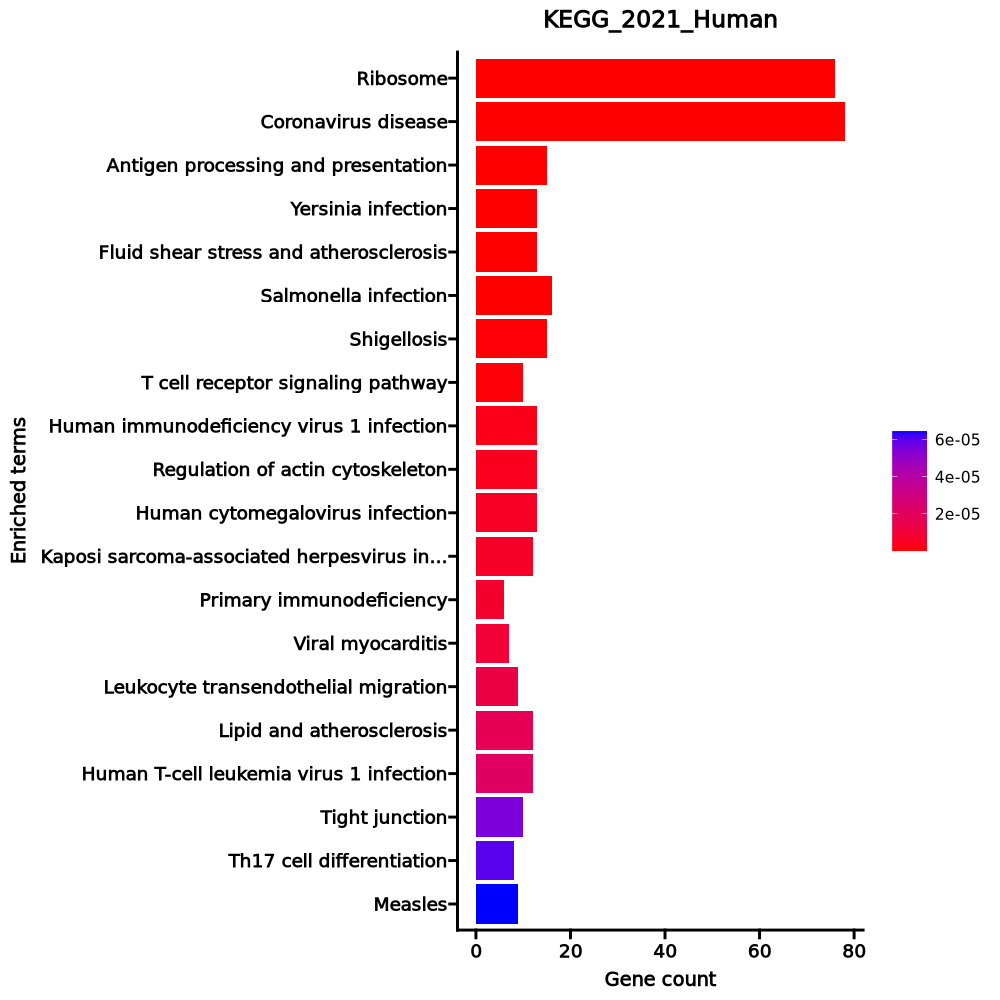 KEGG_2021_Human
Ribosome
Coronavirus disease
Antigen processing and presentation
Yersinia infection
Fluid shear stress and atherosclerosis
Salmonella infection
Shigellosis
T cell receptor signaling pathway
Human immunodeficiency virus 1 infection
Regulation of actin cytoskeleton
Human cytomegalovirus infection
Kaposi sarcoma-associated herpesvirus in...
Primary immunodeficiency
Viral myocarditis
Leukocyte transendothelial migration
Lipid and atherosclerosis
Human T-cell leukemia virus 1 infection
Tight junction
Th17 cell differentiation
Measles
Enriched terms
0 20 40 60 80
Gene count
6e-05
4e-05
2e-05